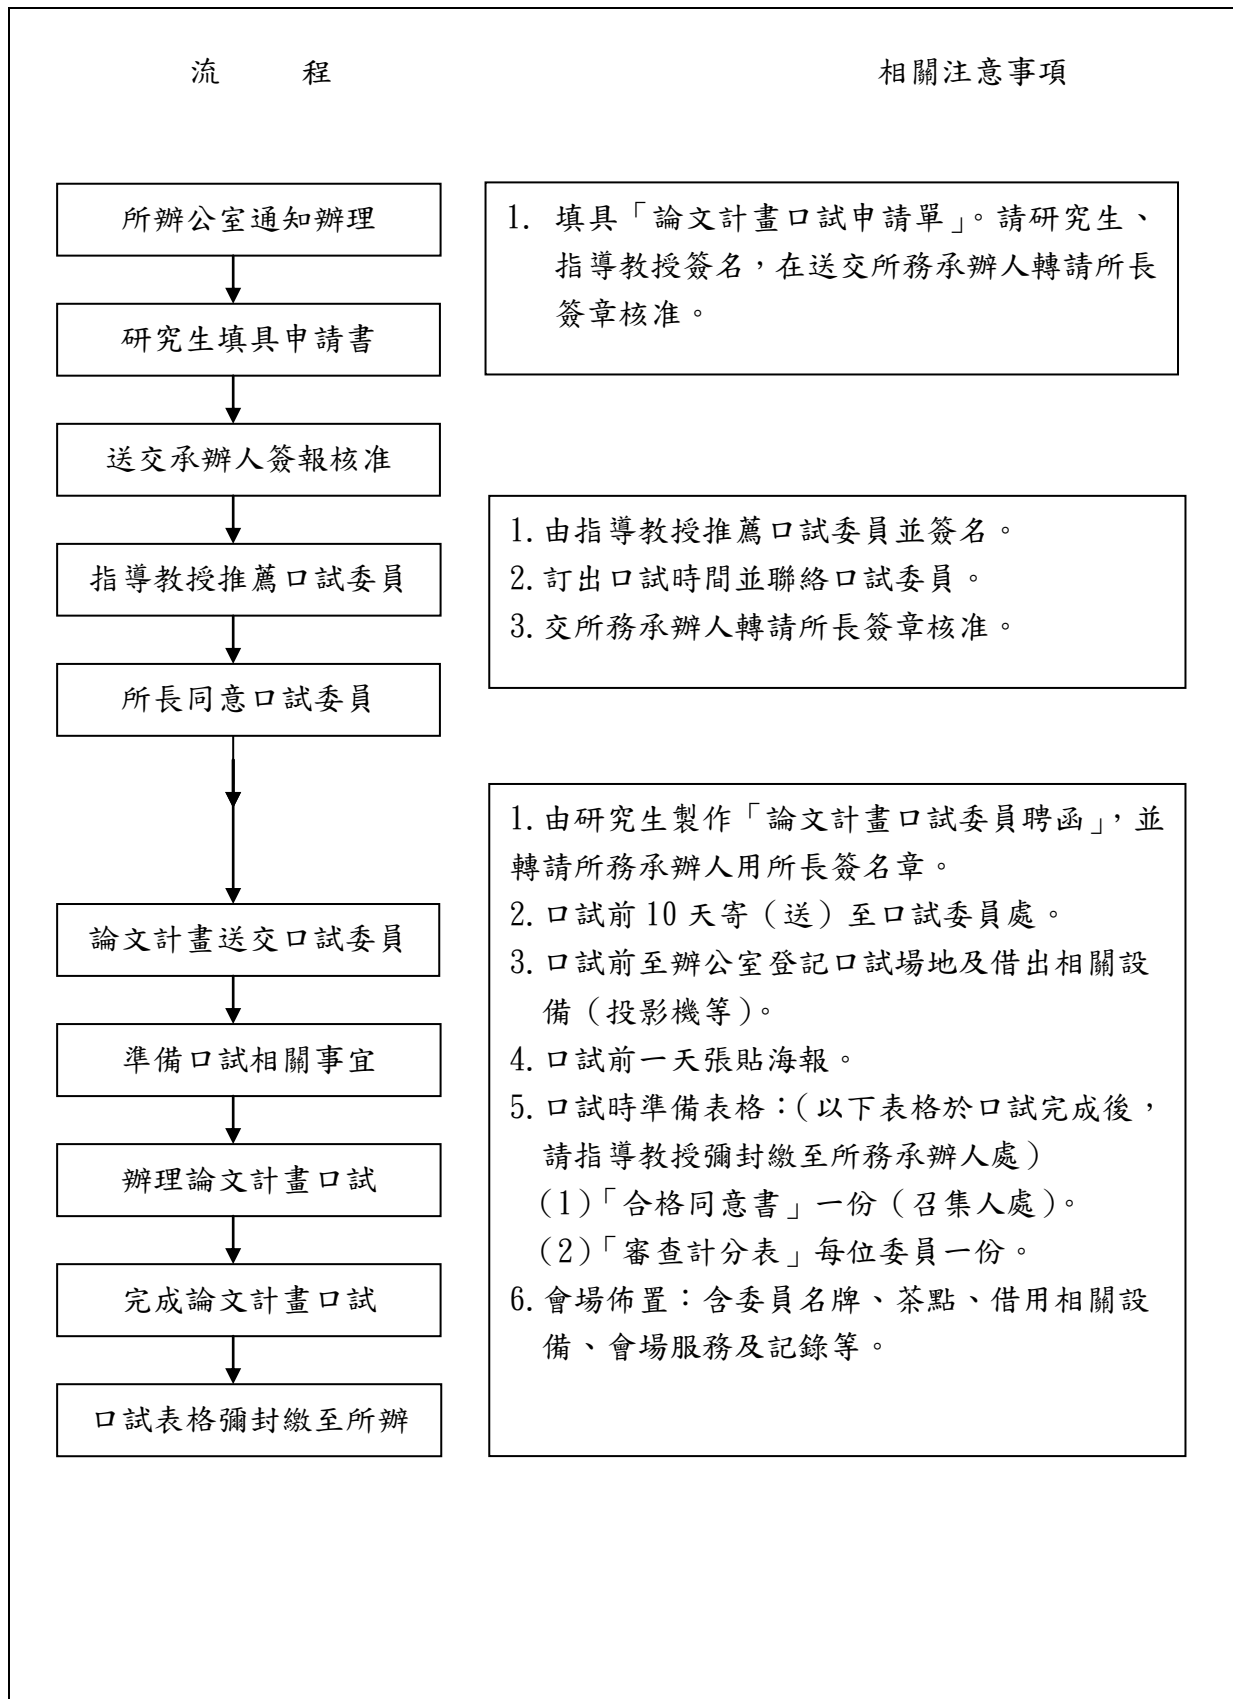 流　　程
相關注意事項
所辦公室通知辦理
研究生填具申請書
送交承辦人簽報核准
指導教授推薦口試委員
所長同意口試委員
論文計畫送交口試委員
準備口試相關事宜
辦理論文計畫口試
完成論文計畫口試
口試表格彌封繳至所辦
1. 填具「論文計畫口試申請單」。請研究生、
指導教授簽名，在送交所務承辦人轉請所長
簽章核准。
1.由指導教授推薦口試委員並簽名。
2.訂出口試時間並聯絡口試委員。
3.交所務承辦人轉請所長簽章核准。
1.由研究生製作「論文計畫口試委員聘函」，並
轉請所務承辦人用所長簽名章。
2.口試前 10 天寄（送）至口試委員處。
3.口試前至辦公室登記口試場地及借出相關設
備（投影機等）。
4.口試前一天張貼海報。
5.口試時準備表格：（以下表格於口試完成後，
請指導教授彌封繳至所務承辦人處）
(1)「合格同意書」一份（召集人處）。
(2)「審查計分表」每位委員一份。
6.會場佈置：含委員名牌、茶點、借用相關設
備、會場服務及記錄等。